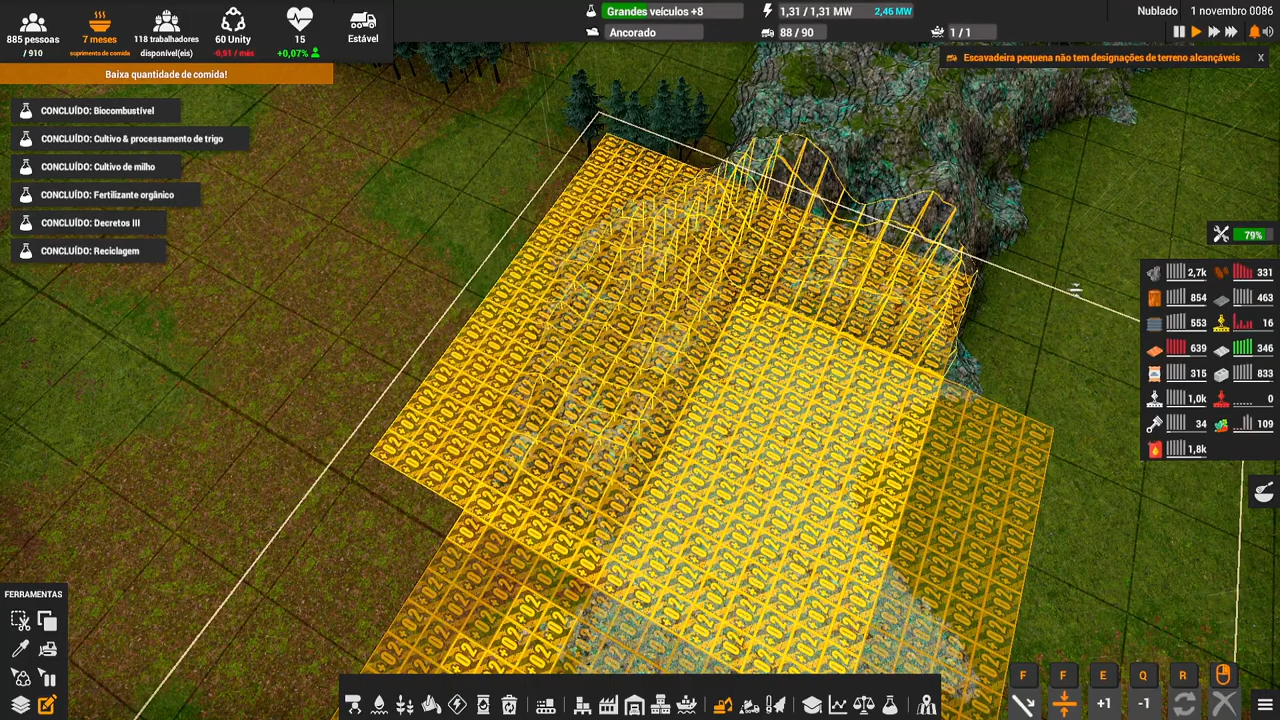 885 pessoas
/ 910
7 meses
suprimento de comida
118 trabalhadores
disponível(eis)
60 Unity
-0,91 / mês
15
+0,07%
Estável
Grandes veículos +8
Ancorado
1,31 / 1,31 MW
2,46 MW
88 / 90
1 / 1
Nublado
1 novembro 0086
Baixa quantidade de comida!
Escavadeira pequena não tem designações de terreno alcançáveis
X
CONCLUÍDO: Biocombustível
CONCLUÍDO: Cultivo & processamento de trigo
CONCLUÍDO: Cultivo de milho
CONCLUÍDO: Fertilizante orgânico
CONCLUÍDO: Decretos III
CONCLUÍDO: Reciclagem
79%
2,7k 331
854 463
553 16
639 346
315 833
1,0k 0
34 109
1,8k
+02
FERRAMENTAS
F F E Q R
+1 -1